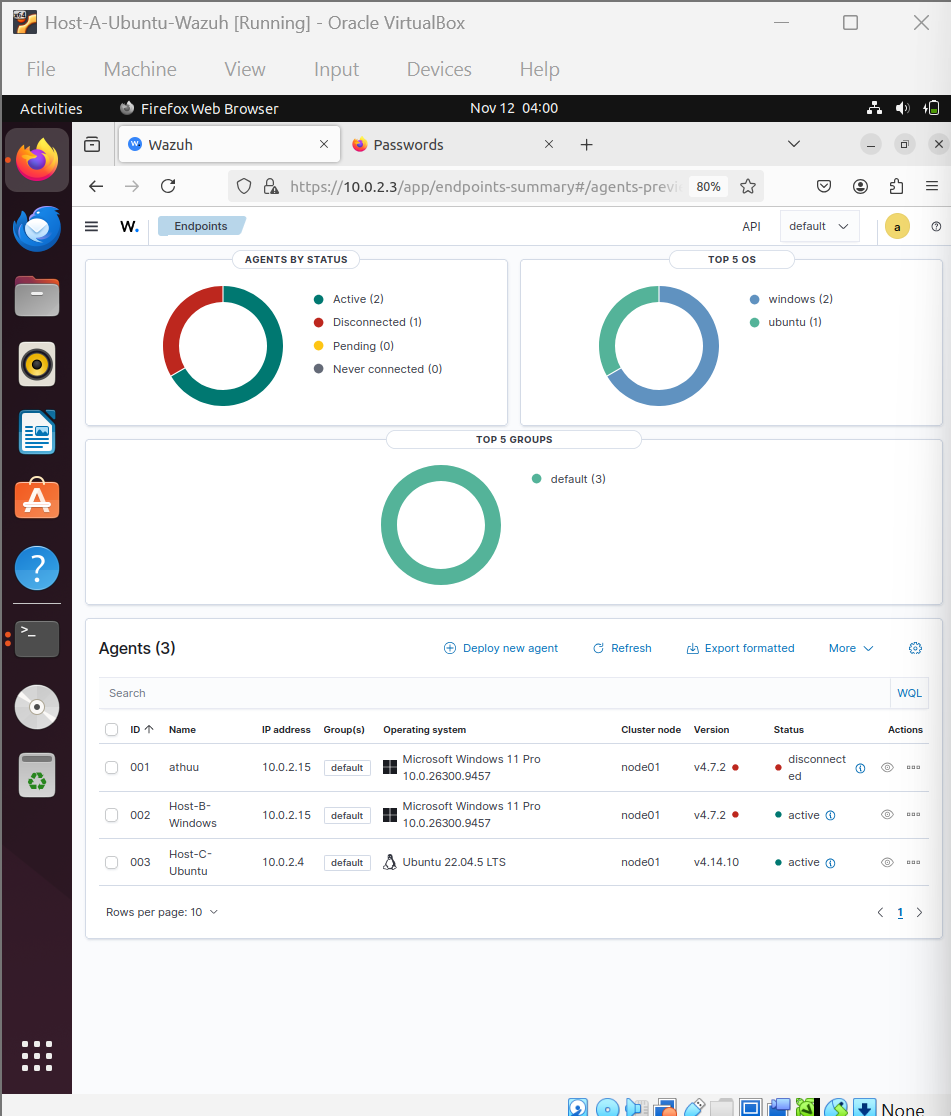 Host-A-Ubuntu-Wazuh [Running] - Oracle VirtualBox
File Machine View Input Devices Help
Activities Firefox Web Browser Nov 12 04:00
Wazuh Passwords
https://10.0.2.3/app/endpoints-summary#/agents-previ 80%
W. Endpoints API default a
AGENTS BY STATUS
Active (2)
Disconnected (1)
Pending (0)
Never connected (0)
TOP 5 OS
windows (2)
ubuntu (1)
TOP 5 GROUPS
default (3)
Agents (3) Deploy new agent Refresh Export formatted More
Search WQL
ID Name IP address Group(s) Operating system Cluster node Version Status Actions
001 athuu 10.0.2.15 default Microsoft Windows 11 Pro 10.0.26300.9457 node01 v4.7.2 disconnect
ed
002 Host-B-
Windows 10.0.2.15 default Microsoft Windows 11 Pro 10.0.26300.9457 node01 v4.7.2 active
003 Host-C-
Ubuntu 10.0.2.4 default Ubuntu 22.04.5 LTS node01 v4.14.10 active
Rows per page: 10 1
None